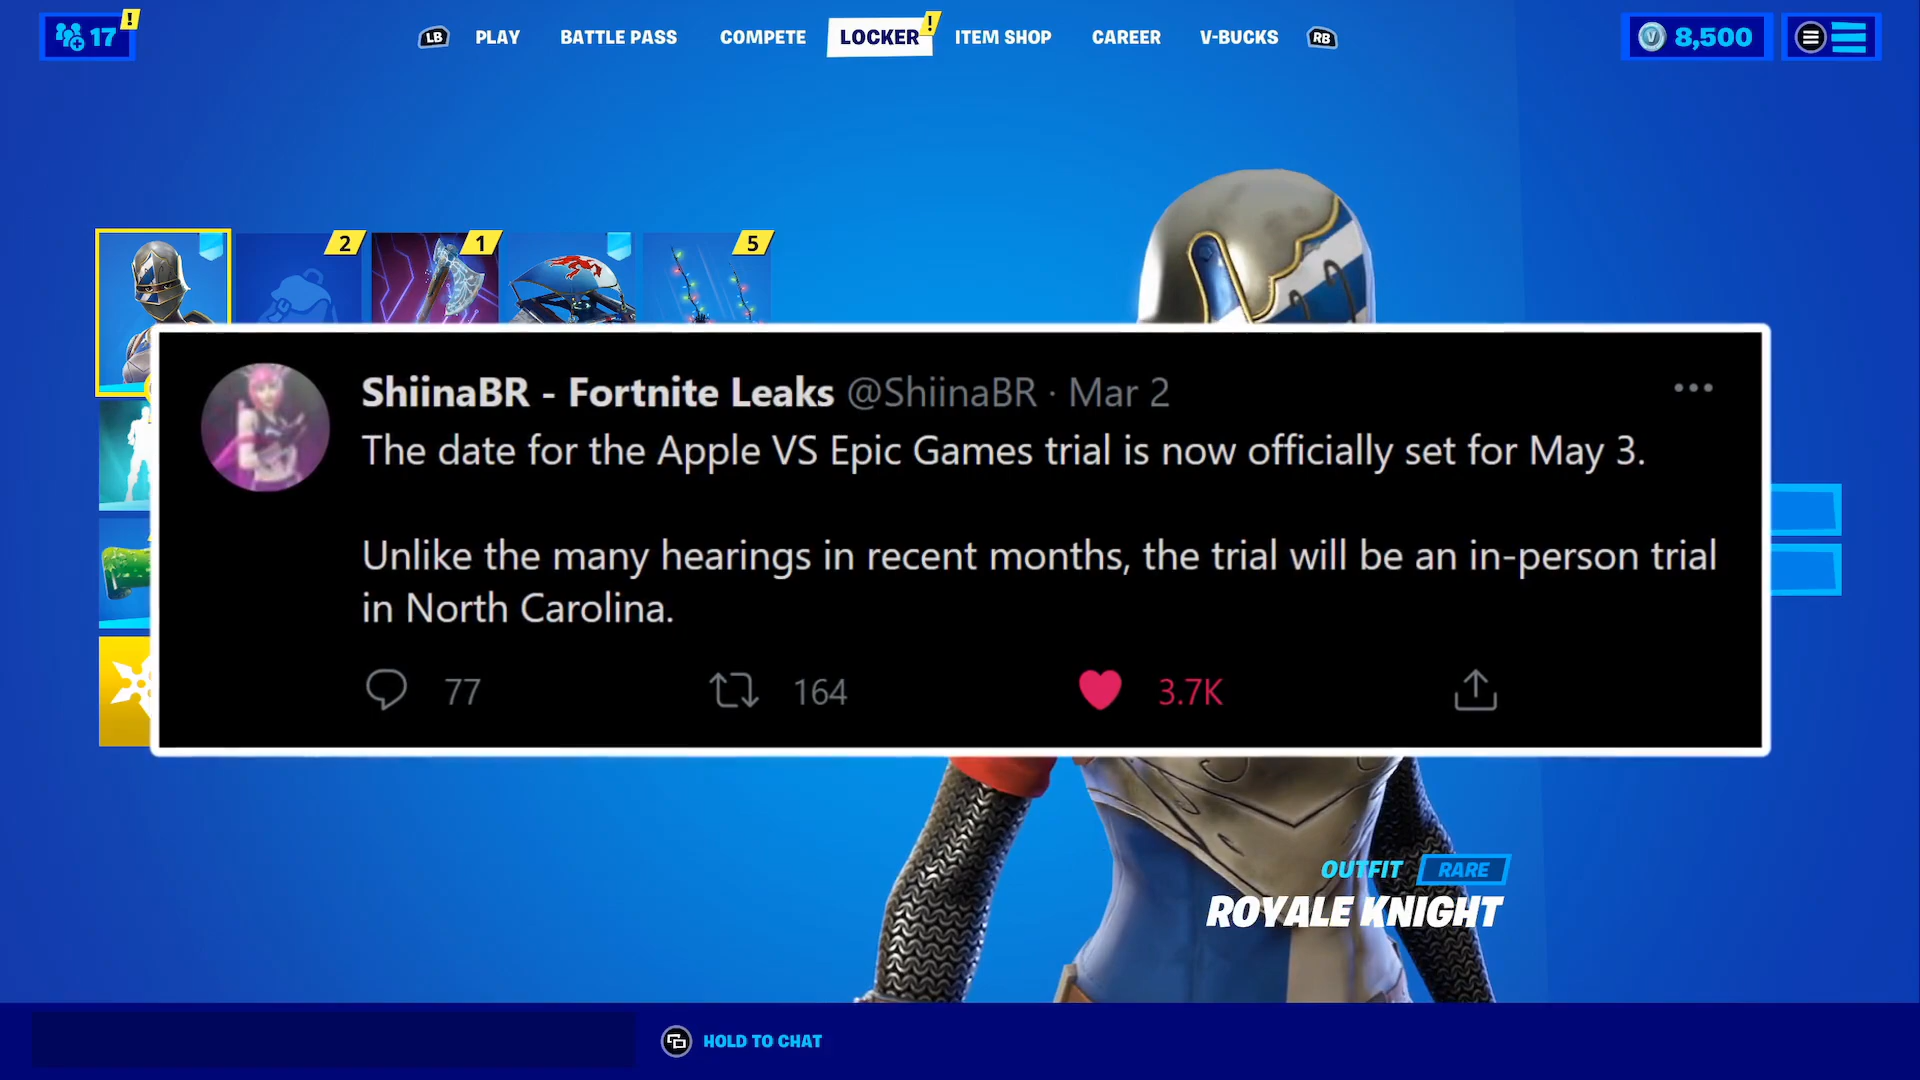 17 !
LB PLAY BATTLE PASS COMPETE LOCKER ! ITEM SHOP CAREER V-BUCKS RB
8,500
2 1 5
ShiinaBR - Fortnite Leaks @ShiinaBR · Mar 2
The date for the Apple VS Epic Games trial is now officially set for May 3.
Unlike the many hearings in recent months, the trial will be an in-person trial
in North Carolina.
77 164 3.7K
OUTFIT RARE
ROYALE KNIGHT
HOLD TO CHAT